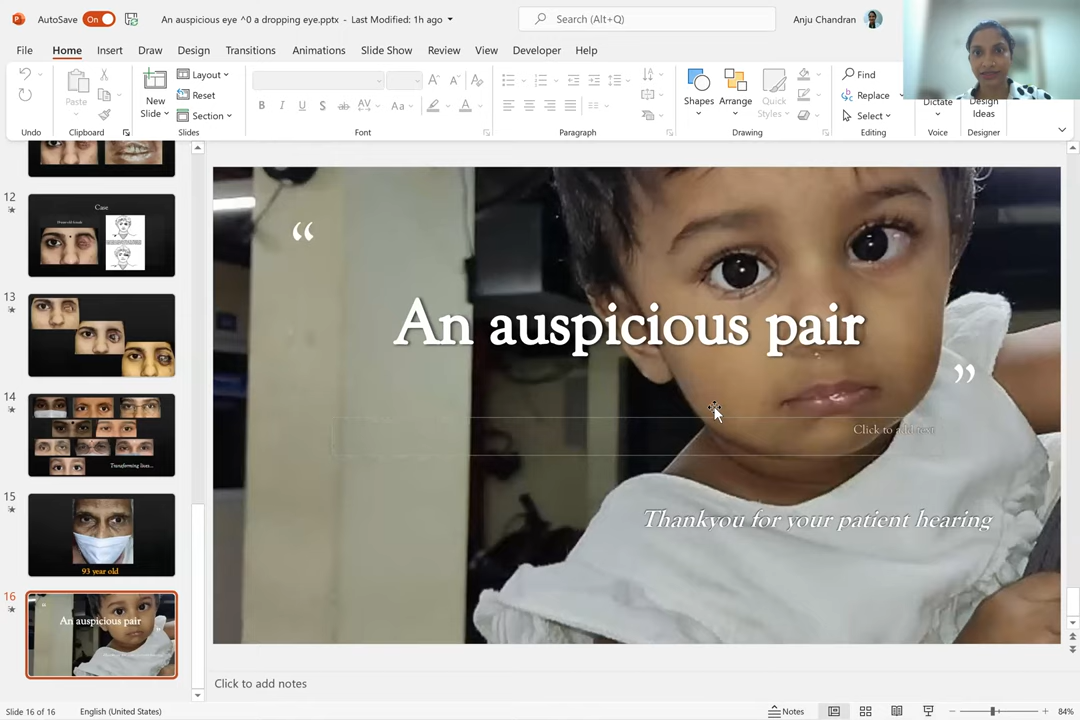 AutoSave On An auspicious eye ^0 a dropping eye.pptx - Last Modified: 1h ago Search (Alt+Q) Anju Chandran
File Home Insert Draw Design Transitions Animations Slide Show Review View Developer Help
Paste
New Slide
Layout
Reset
Section
B I U S ab AV Aa A
Shapes Arrange Quick Styles
Find
Replace
Select
Dictate
Design Ideas
Undo Clipboard Slides Font Paragraph Drawing Editing Voice Designer
12
Case
13
14
Transforming lives...
15
93 year old
16
An auspicious pair
“
An auspicious pair
”
Click to add text
Thankyou for your patient hearing
Click to add notes
Slide 16 of 16 English (United States) Notes 84%